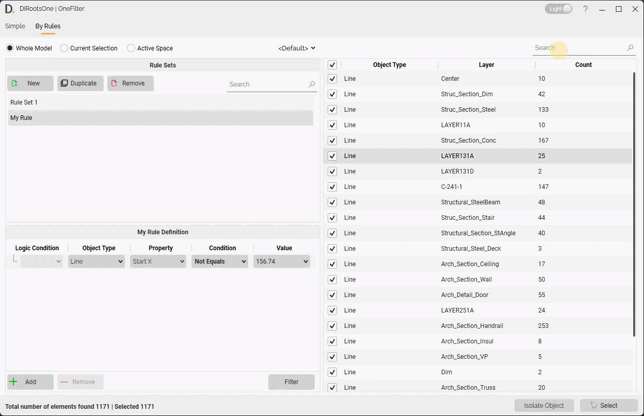 DiRootsOne | OneFilter
Light
Simple By Rules
Whole Model Current Selection Active Space <Default>
Search
Rule Sets
New Duplicate Remove Search
Rule Set 1
My Rule
My Rule Definition
Logic Condition Object Type Property Condition Value
Line Start X Not Equals 156.74
Add Remove Filter
Object Type Layer Count
Line Center 10
Line Struc_Section_Dim 42
Line Struc_Section_Steel 133
Line LAYER11A 10
Line Struc_Section_Conc 167
Line LAYER131A 25
Line LAYER131D 2
Line C-241-1 147
Line Structural_SteelBeam 48
Line Struc_Section_Stair 44
Line Structural_Section_StAngle 40
Line Structural_Steel_Deck 3
Line Arch_Section_Ceiling 17
Line Arch_Section_Wall 50
Line Arch_Detail_Door 55
Line LAYER251A 24
Line Arch_Section_Handrail 253
Line Arch_Section_Insul 8
Line Arch_Section_VP 5
Line Dim 2
Line Arch_Section_Truss 20
Total number of elements found 1171 | Selected 1171
Isolate Object Select